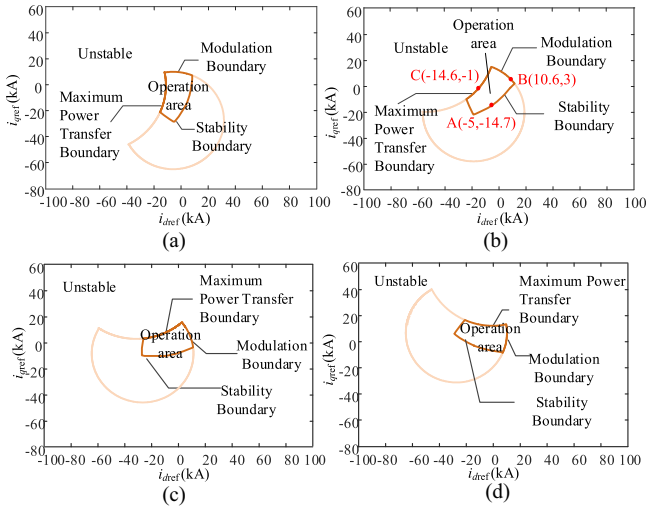 60
40
20
0
-20
-40
-60
-80
-100 -80 -60 -40 -20 0 20 40 60 80 100
iqref(kA)
idref(kA)
Unstable
Modulation
Boundary
Operation
area
Maximum
Power
Transfer
Boundary
Stability
Boundary
(a)
60
40
20
0
-20
-40
-60
-80
-100 -80 -60 -40 -20 0 20 40 60 80 100
iqref(kA)
idref(kA)
Operation
area
Unstable
Modulation
Boundary
C(-14.6,-1)
B(10.6,3)
Maximum
Power
Transfer
Boundary
A(-5,-14.7)
Stability
Boundary
(b)
60
40
20
0
-20
-40
-60
-80
-100 -80 -60 -40 -20 0 20 40 60 80 100
iqref(kA)
idref(kA)
Unstable
Maximum
Power Transfer
Boundary
Operation
area
Modulation
Boundary
Stability
Boundary
(c)
60
40
20
0
-20
-40
-60
-80
-100 -80 -60 -40 -20 0 20 40 60 80 100
iqref(kA)
idref(kA)
Unstable
Maximum Power
Transfer
Boundary
Operation
area
Modulation
Boundary
Stability
Boundary
(d)